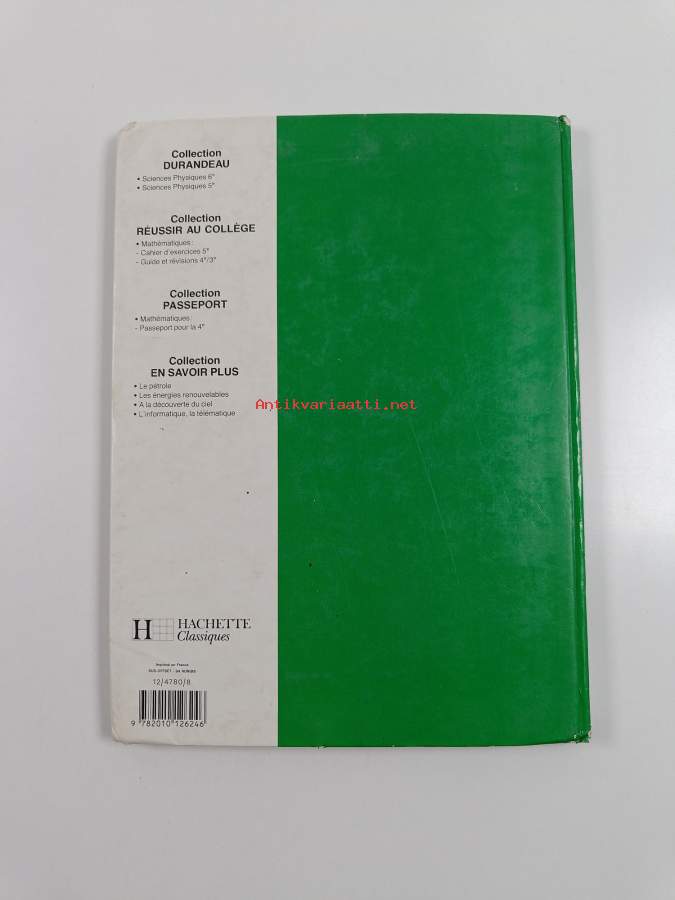 Collection
DURANDEAU
• Sciences Physiques 6e
• Sciences Physiques 5e
Collection
RÉUSSIR AU COLLÈGE
• Mathématiques :
- Cahier d'exercices 5e
- Guide et révisions 4e/3e
Collection
PASSEPORT
• Mathématiques :
- Passeport pour la 4e
Collection
EN SAVOIR PLUS
• Le pétrole
• Les énergies renouvelables
• A la découverte du ciel
• L'informatique, la télématique
Antikvariaatti.net
H HACHETTE
Classiques
Imprimé en France
12/4780/8
9 782010 126246